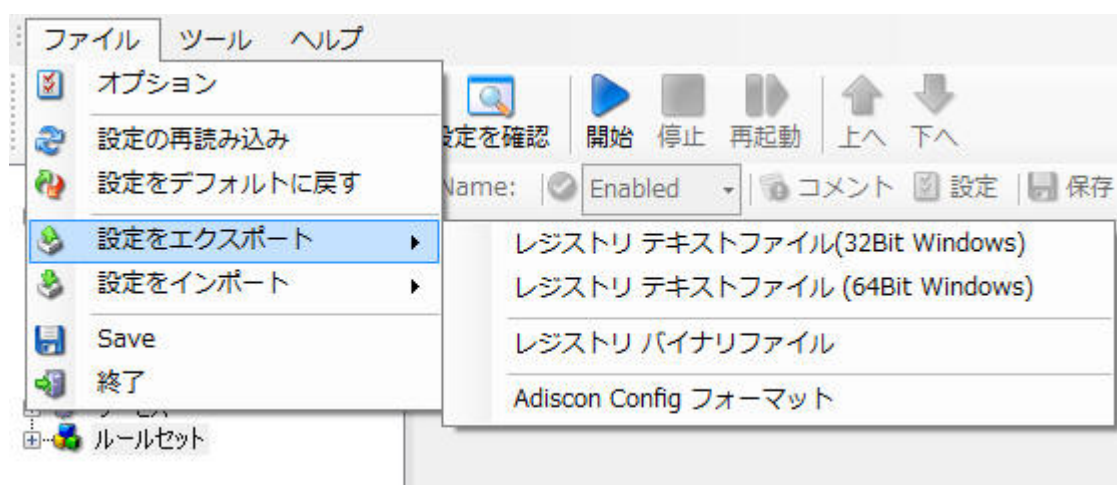 ファイル ツール ヘルプ
オプション
設定の再読み込み
設定をデフォルトに戻す
設定をエクスポート
設定をインポート
Save
終了
定を確認 開始 停止 再起動 上へ 下へ
Name: Enabled コメント 設定 保存
レジストリ テキストファイル(32Bit Windows)
レジストリ テキストファイル (64Bit Windows)
レジストリ バイナリファイル
Adiscon Config フォーマット
ルールセット